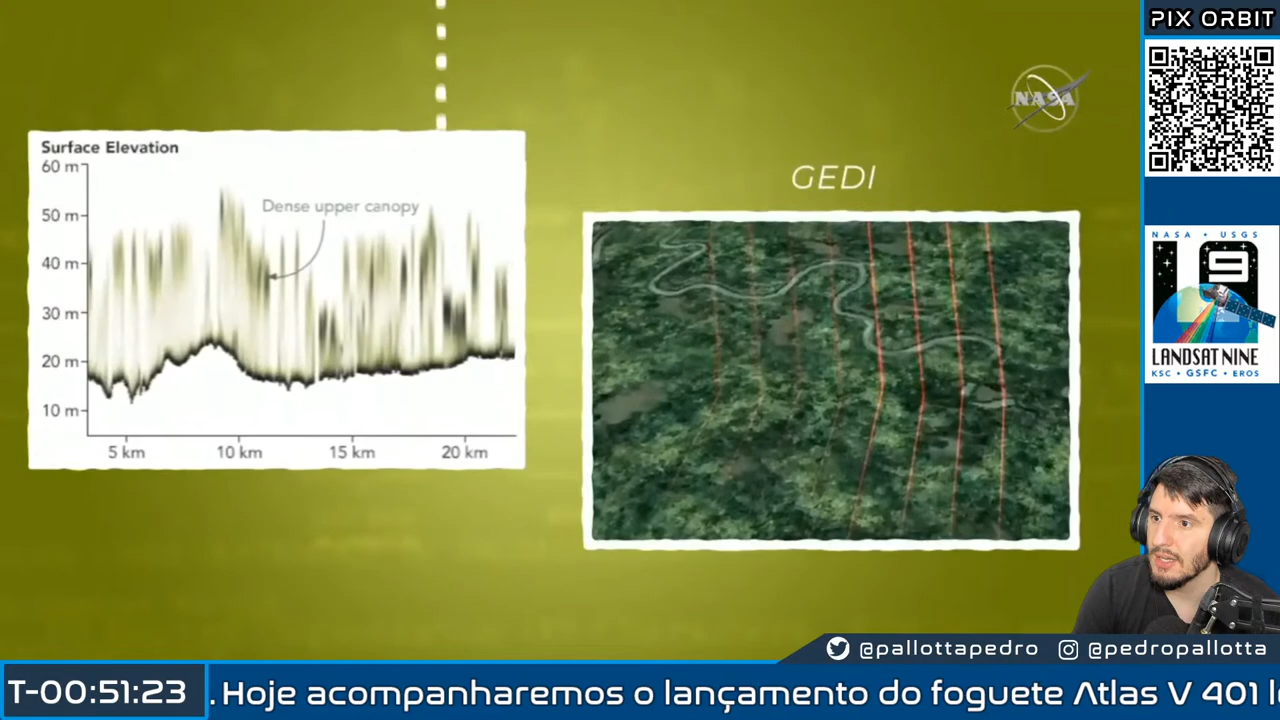 PIX ORBIT
NASA
GEDI
Surface Elevation
60 m
50 m
40 m
30 m
20 m
10 m
Dense upper canopy
5 km
10 km
15 km
20 km
NASA • USGS
L9
LANDSAT NINE
KSC • GSFC • EROS
@pallottapedro
@pedropallotta
T-00:51:23
. Hoje acompanharemos o lançamento do foguete Atlas V 401 l